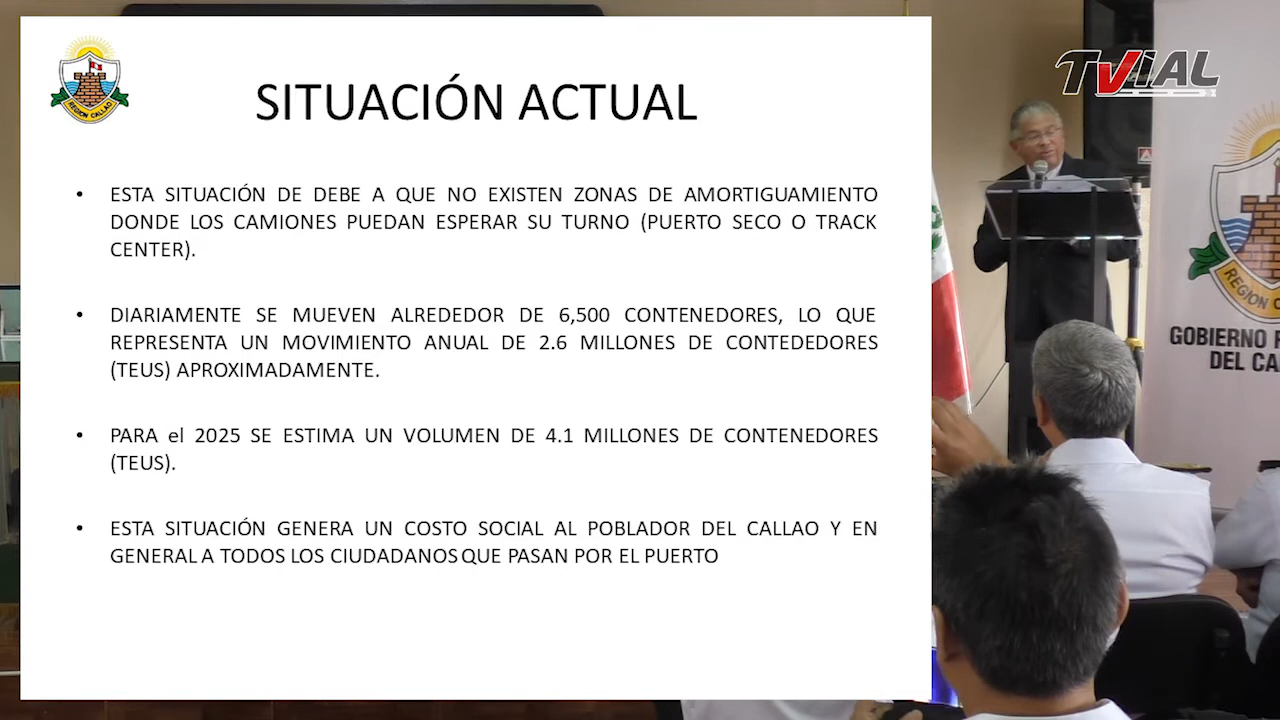 SITUACIÓN ACTUAL
• ESTA SITUACIÓN DE DEBE A QUE NO EXISTEN ZONAS DE AMORTIGUAMIENTO
DONDE LOS CAMIONES PUEDAN ESPERAR SU TURNO (PUERTO SECO O TRACK
CENTER).
• DIARIAMENTE SE MUEVEN ALREDEDOR DE 6,500 CONTENEDORES, LO QUE
REPRESENTA UN MOVIMIENTO ANUAL DE 2.6 MILLONES DE CONTEDEDORES
(TEUS) APROXIMADAMENTE.
• PARA el 2025 SE ESTIMA UN VOLUMEN DE 4.1 MILLONES DE CONTENEDORES
(TEUS).
• ESTA SITUACIÓN GENERA UN COSTO SOCIAL AL POBLADOR DEL CALLAO Y EN
GENERAL A TODOS LOS CIUDADANOS QUE PASAN POR EL PUERTO
REGION CALLAO
TVIAL
REGION
GOBIERNO
DEL CA